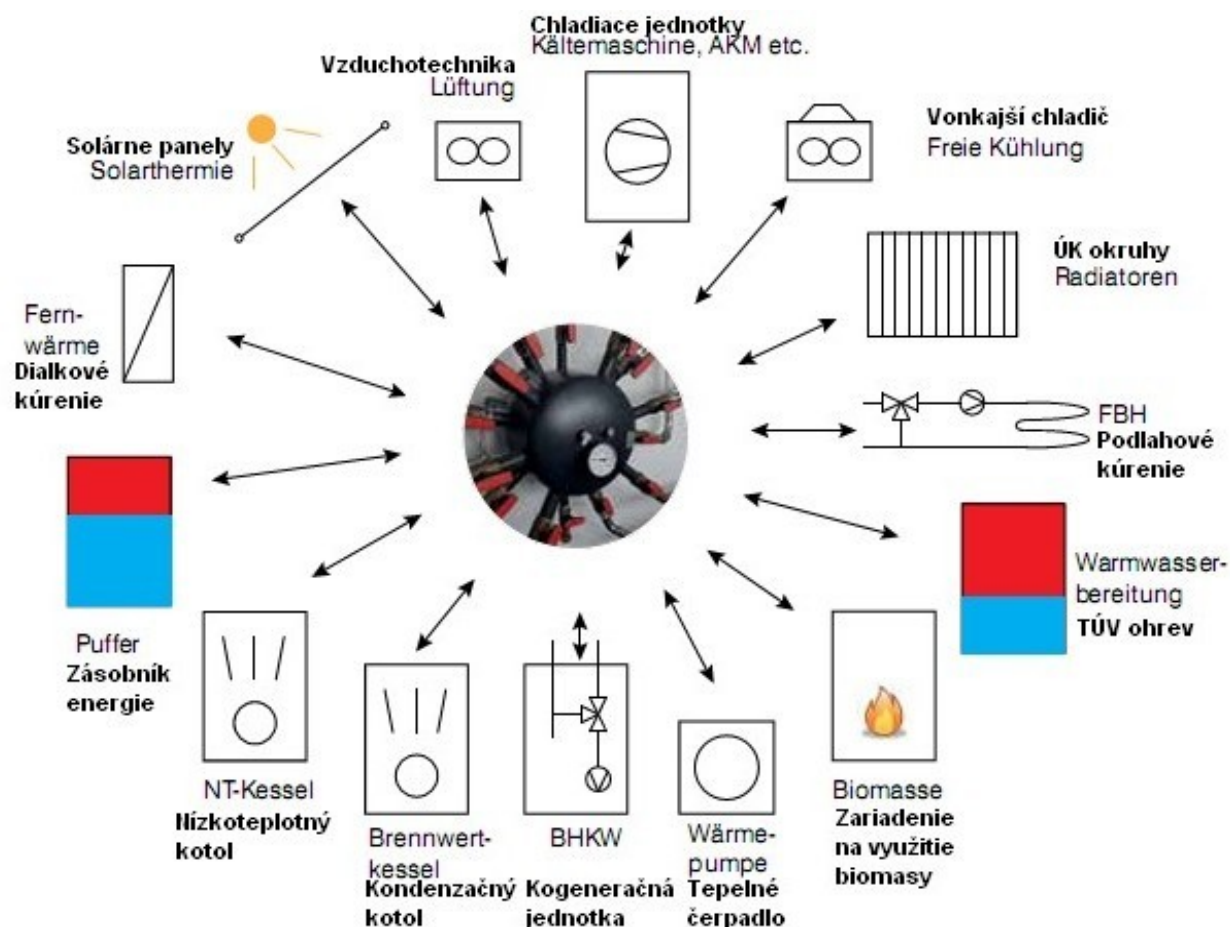 Chladiace jednotky
Kältemaschine, AKM etc.
Vzduchotechnika
Lüftung
Vonkajší chladič
Freie Kühlung
Solárne panely
Solarthermie
ÚK okruhy
Radiatoren
Fern-
wärme
Dialkové
kúrenie
FBH
Podlahové
kúrenie
Warmwasser-
bereitung
TÚV ohrev
Puffer
Zásobník
energie
NT-Kessel
Nízkoteplotný
kotol
Brennwert-
kessel
Kondenzačný
kotol
BHKW
Kogeneračná
jednotka
Wärme-
pumpe
Tepelné
čerpadlo
Biomasse
Zariadenie
na využitie
biomasy